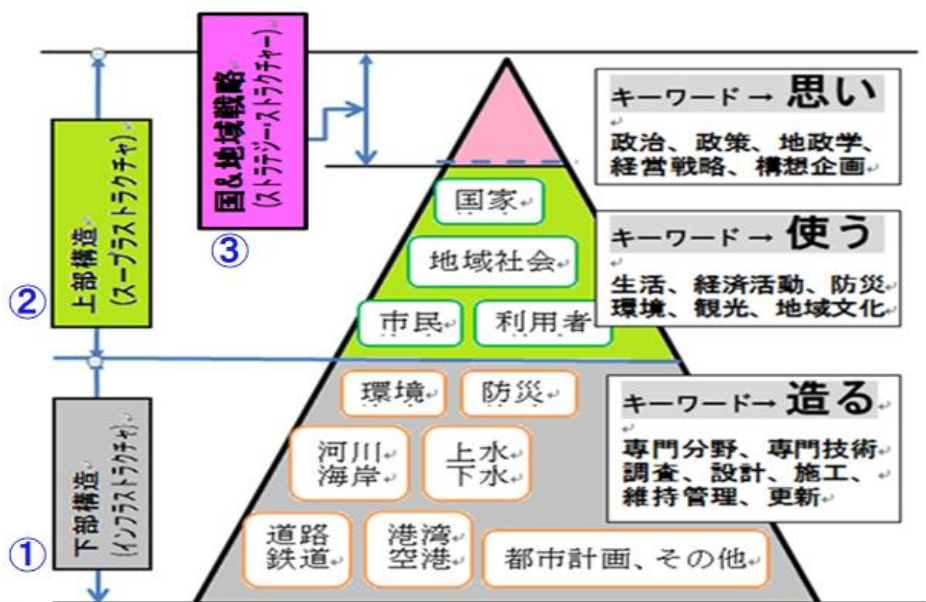 ③
国&地域戦略
(ストラテジー・ストラクチャー)
②
上部構造
(スープラストラクチャ)
①
下部構造
(インフラストラクチャ)
国家
地域社会
市民
利用者
環境
防災
河川
海岸
上水
下水
道路
鉄道
港湾
空港
都市計画、その他
キーワード → 思い
政治、政策、地政学、
経営戦略、構想企画
キーワード → 使う
生活、経済活動、防災
環境、観光、地域文化
キーワード→ 造る
専門分野、専門技術
調査、設計、施工、
維持管理、更新